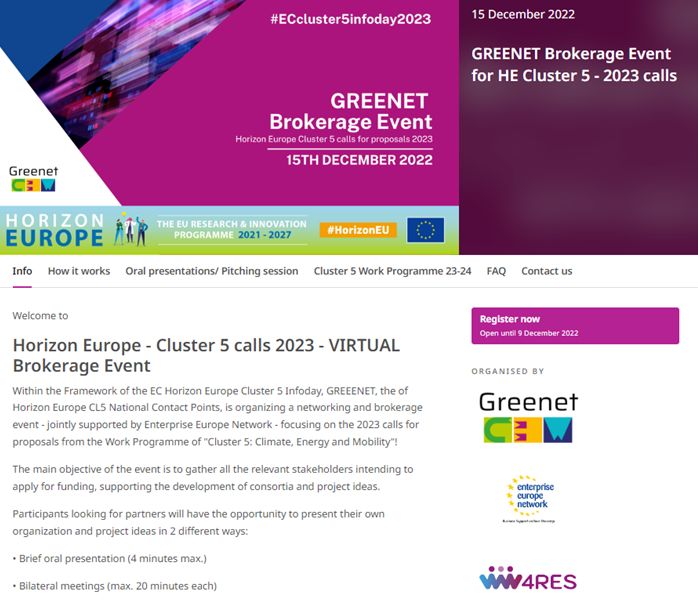 #ECcluster5infoday2023
GREENET
Brokerage Event
Horizon Europe Cluster 5 calls for proposals 2023
15TH DECEMBER 2022
Greenet
HORIZON
EUROPE
THE EU RESEARCH & INNOVATION
PROGRAMME 2021 - 2027
#HorizonEU
15 December 2022
GREENET Brokerage Event
for HE Cluster 5 - 2023 calls
Info How it works Oral presentations/ Pitching session Cluster 5 Work Programme 23-24 FAQ Contact us
Welcome to
Horizon Europe - Cluster 5 calls 2023 - VIRTUAL
Brokerage Event
Within the Framework of the EC Horizon Europe Cluster 5 Infoday, GREEENET, the of
Horizon Europe CL5 National Contact Points, is organizing a networking and brokerage
event - jointly supported by Enterprise Europe Network - focusing on the 2023 calls for
proposals from the Work Programme of "Cluster 5: Climate, Energy and Mobility"!
The main objective of the event is to gather all the relevant stakeholders intending to
apply for funding, supporting the development of consortia and project ideas.
Participants looking for partners will have the opportunity to present their own
organization and project ideas in 2 different ways:
• Brief oral presentation (4 minutes max.)
• Bilateral meetings (max. 20 minutes each)
Register now
Open until 9 December 2022
ORGANISED BY
Greenet
enterprise
europe
network
Business Support on Your Doorstep
W4RES